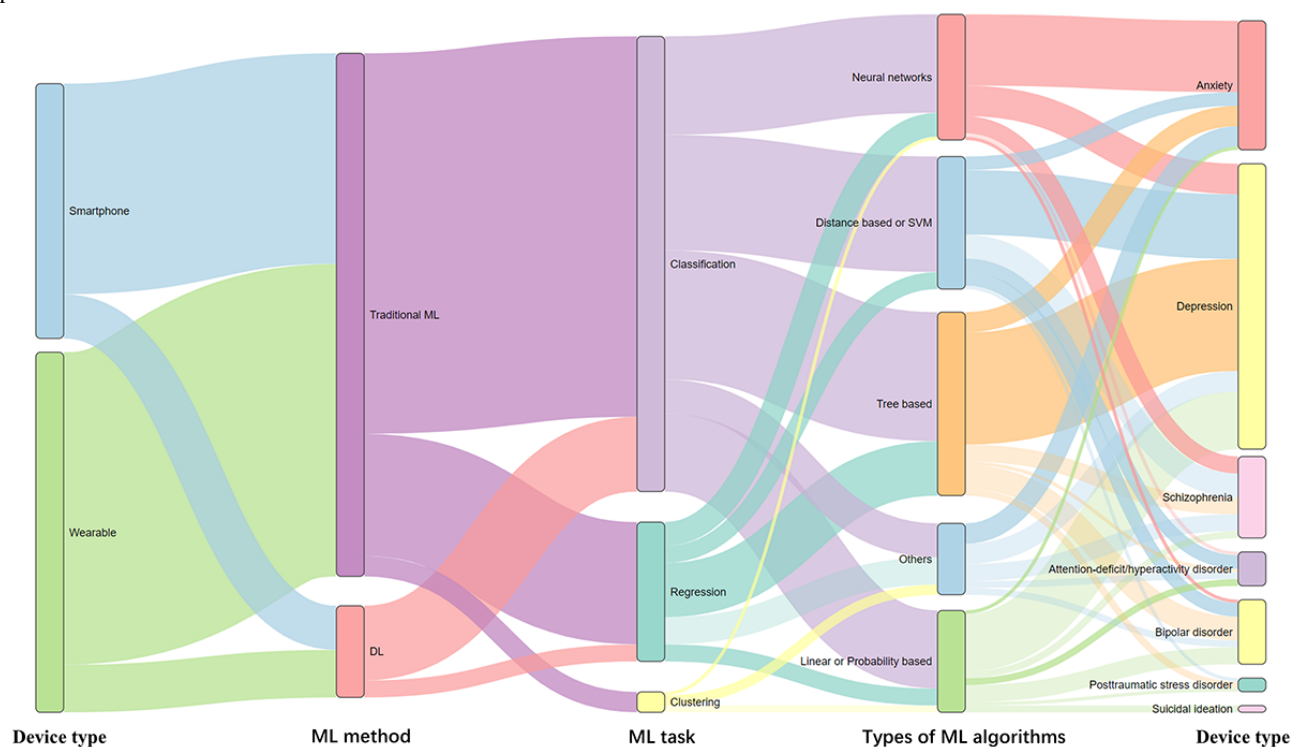 Neural networks
Anxiety
Smartphone
Distance based or SVM
Classification
Depression
Traditional ML
Tree based
Schizophrenia
Wearable
Others
Attention-deficit/hyperactivity disorder
Regression
Bipolar disorder
DL
Linear or Probability based
Posttraumatic stress disorder
Clustering
Suicidal ideation
Device type
ML method
ML task
Types of ML algorithms
Device type